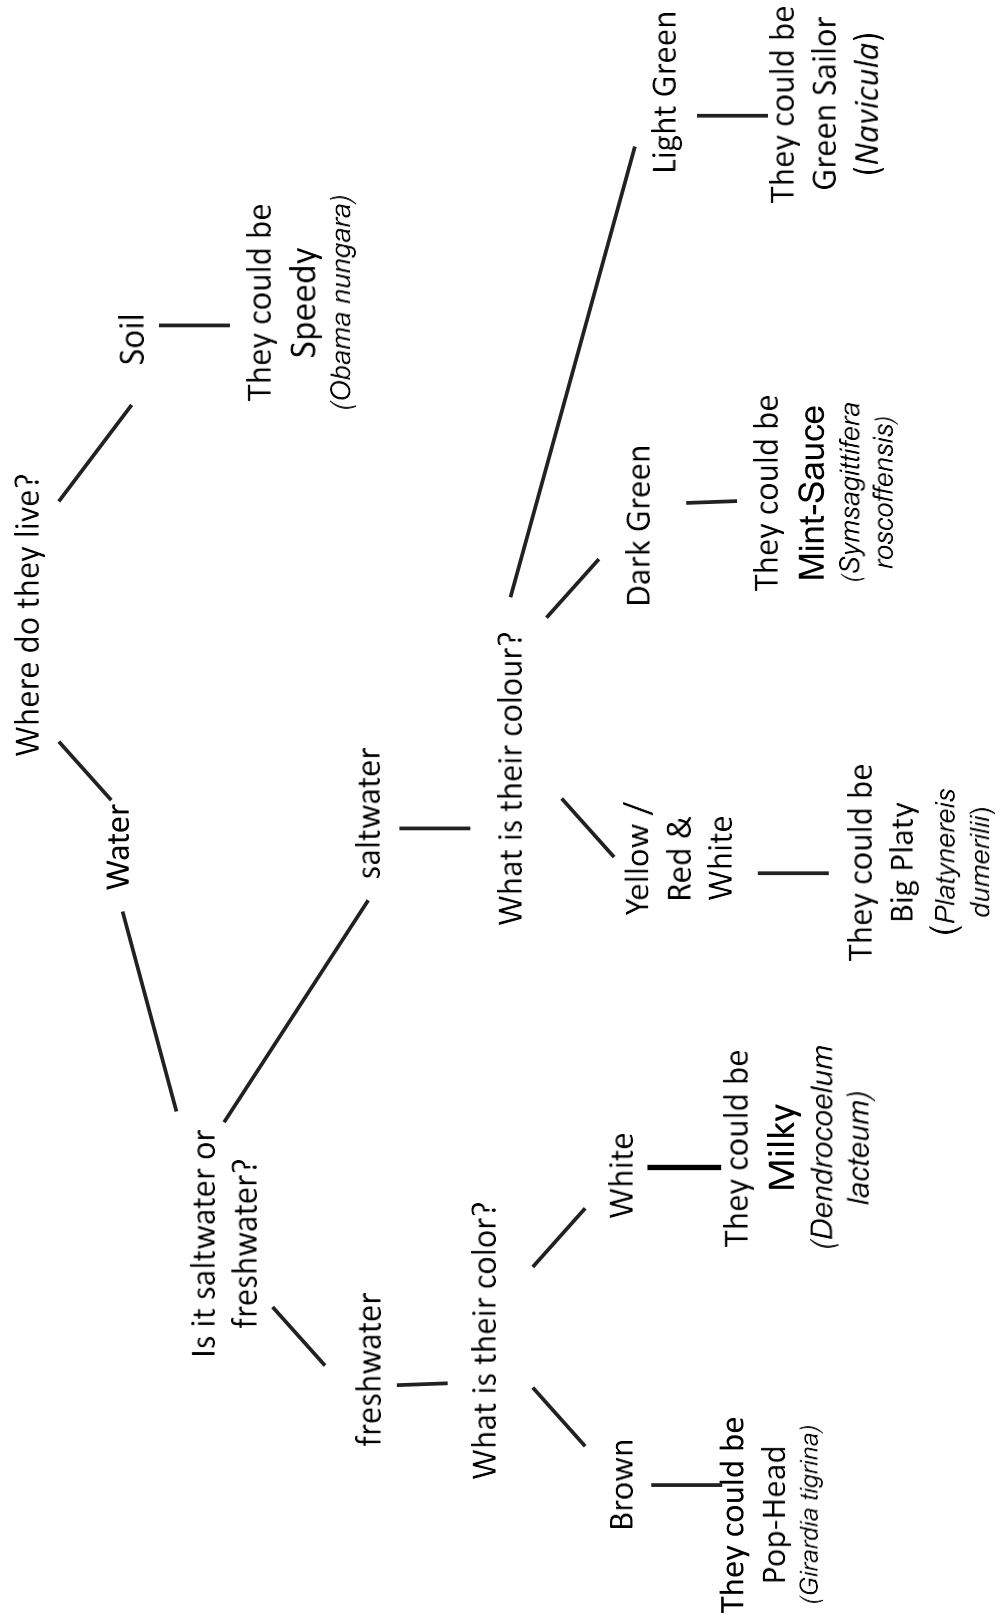 Where do they live?
Water
Soil
They could be
Speedy
(Obama nungara)
Is it saltwater or
freshwater?
freshwater
saltwater
What is their color?
What is their colour?
Brown
White
Yellow /
Red &
White
Dark Green
Light Green
They could be
Pop-Head
(Girardia tigrina)
They could be
Milky
(Dendrocoelum
lacteum)
They could be
Big Platy
(Platynereis
dumerilii)
They could be
Mint-Sauce
(Symsagittifera
roscoffensis)
They could be
Green Sailor
(Navicula)